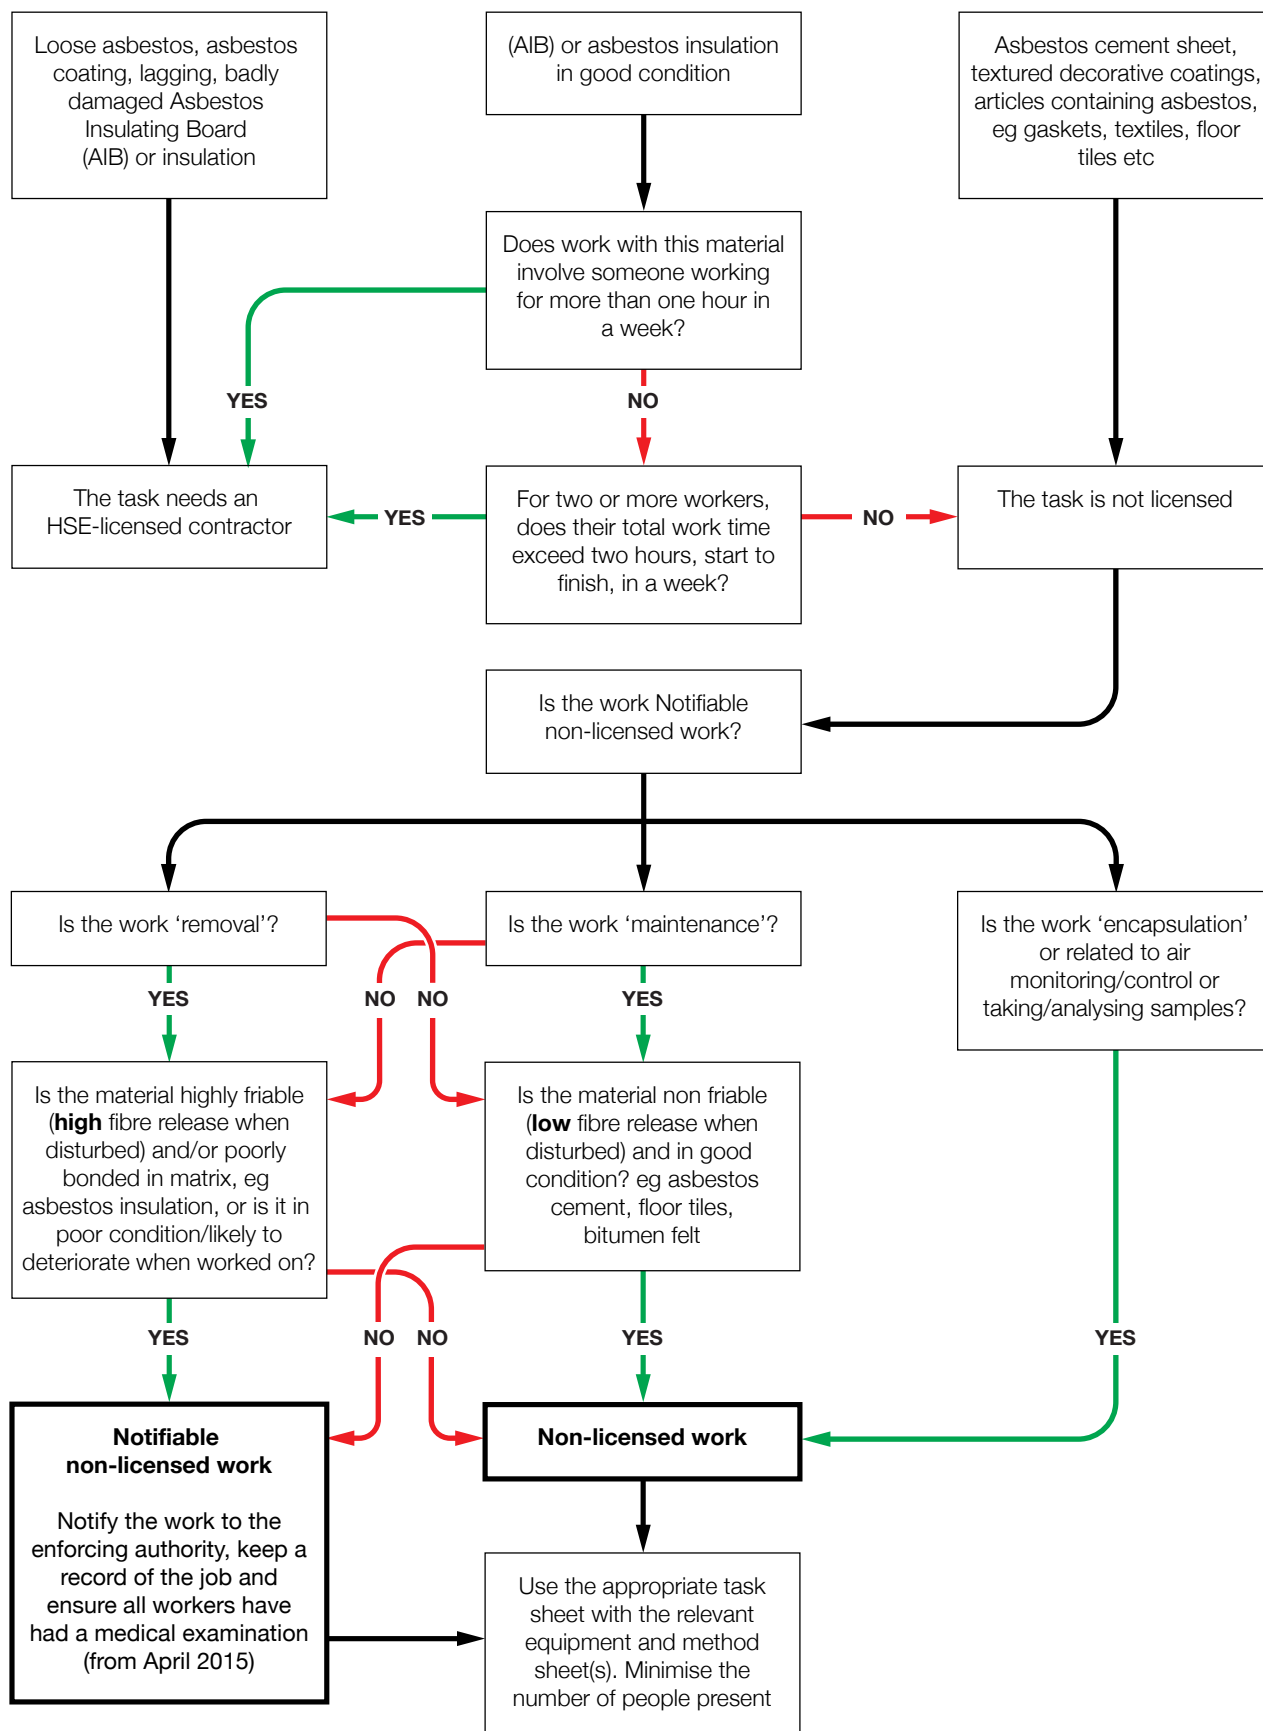 Loose asbestos, asbestos
coating, lagging, badly
damaged Asbestos
Insulating Board
(AIB) or insulation
(AIB) or asbestos insulation
in good condition
Asbestos cement sheet,
textured decorative coatings,
articles containing asbestos,
eg gaskets, textiles, floor
tiles etc
Does work with this material
involve someone working
for more than one hour in
a week?
YES
NO
The task needs an
HSE-licensed contractor
YES
For two or more workers,
does their total work time
exceed two hours, start to
finish, in a week?
NO
The task is not licensed
Is the work Notifiable
non-licensed work?
Is the work ‘removal’?
Is the work ‘maintenance’?
Is the work ‘encapsulation’
or related to air
monitoring/control or
taking/analysing samples?
YES
NO
NO
YES
Is the material highly friable
(high fibre release when
disturbed) and/or poorly
bonded in matrix, eg
asbestos insulation, or is it in
poor condition/likely to
deteriorate when worked on?
Is the material non friable
(low fibre release when
disturbed) and in good
condition? eg asbestos
cement, floor tiles,
bitumen felt
YES
NO
NO
YES
YES
Notifiable
non-licensed work
Notify the work to the
enforcing authority, keep a
record of the job and
ensure all workers have
had a medical examination
(from April 2015)
Non-licensed work
Use the appropriate task
sheet with the relevant
equipment and method
sheet(s). Minimise the
number of people present